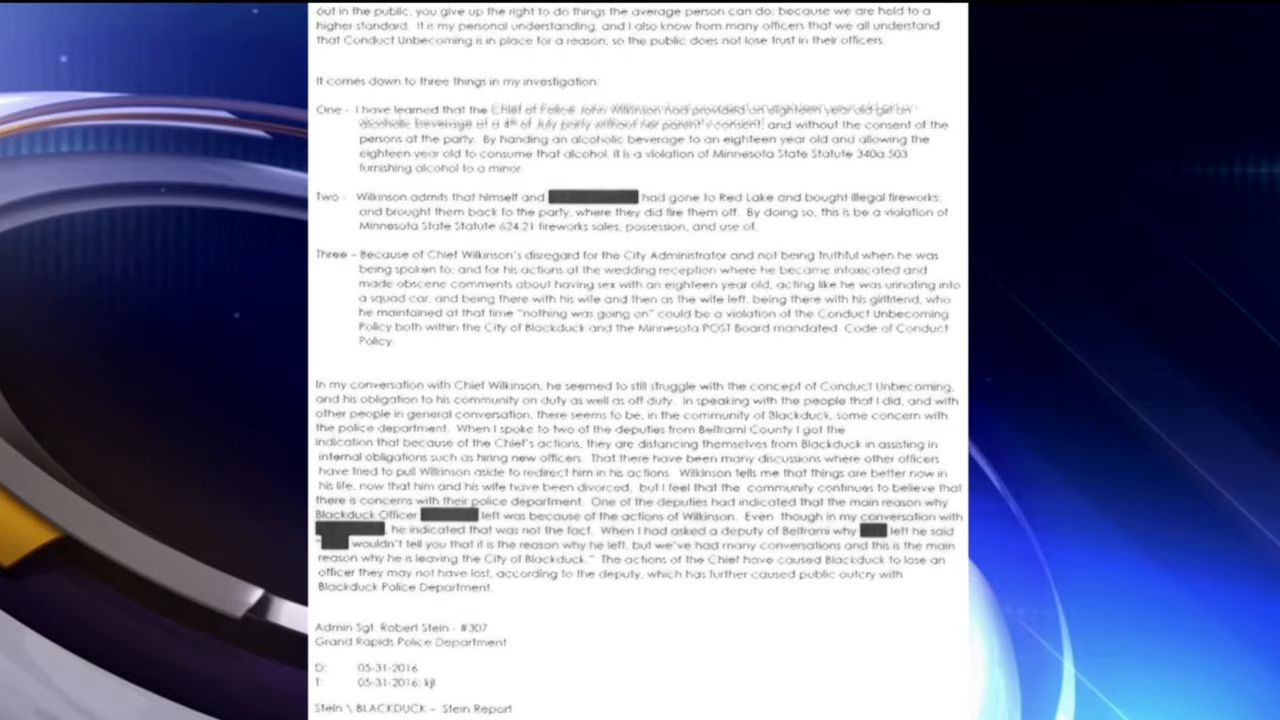 out in the public, you give up the right to do things the average person can do; because we are held to a
higher standard. It is my personal understanding, and I also know from many officers that we all understand
that Conduct Unbecoming is in place for a reason; so the public does not lose trust in their officers.
It comes down to three things in my investigation:
One - I have learned that the Chief of Police John Wilkinson had provided an eighteen year old girl an
alcoholic beverage at a 4th of July party without her parent's consent; and without the consent of the
persons at the party. By handing an alcoholic beverage to an eighteen year old and allowing the
eighteen year old to consume that alcohol, it is a violation of Minnesota State Statute 340a.503
furnishing alcohol to a minor
Two - Wilkinson admits that himself and had gone to Red Lake and bought illegal fireworks;
and brought them back to the party, where they did fire them off. By doing so, this is be a violation of
Minnesota State Statute 624.21 fireworks sales, possession, and use of.
Three - Because of Chief Wilkinson's disregard for the City Administrator and not being truthful when he was
being spoken to; and for his actions at the wedding reception where he became intoxicated and
made obscene comments about having sex with an eighteen year old, acting like he was urinating into
a squad car, and being there with his wife and then as the wife left, being there with his girlfriend, who
he maintained at that time "nothing was going on" could be a violation of the Conduct Unbecoming
Policy both within the City of Blackduck and the Minnesota POST Board mandated Code of Conduct
Policy.
In my conversation with Chief Wilkinson, he seemed to still struggle with the concept of Conduct Unbecoming,
and his obligation to his community on duty as well as off duty. In speaking with the people that I did, and with
other people in general conversation, there seems to be, in the community of Blackduck, some concern with
the police department. When I spoke to two of the deputies from Beltrami County I got the
indication that because of the Chief's actions, they are distancing themselves from Blackduck in assisting in
internal obligations such as hiring new officers. That there have been many discussions where other officers
have tried to pull Wilkinson aside to redirect him in his actions. Wilkinson tells me that things are better now in
his life, now that him and his wife have been divorced, but I feel that the community continues to believe that
there is concerns with their police department. One of the deputies had indicated that the main reason why
Blackduck Officer left was because of the actions of Wilkinson. Even though in my conversation with
, he indicated that was not the fact. When I had asked a deputy of Beltrami why left he said
" wouldn't tell you that it is the reason why he left, but we've had many conversations and this is the main
reason why he is leaving the City of Blackduck." The actions of the Chief have caused Blackduck to lose an
officer they may not have lost, according to the deputy, which has further caused public outcry with
Blackduck Police Department.
Admin Sgt. Robert Stein - #307
Grand Rapids Police Department
D: 05-31-2016
T: 05-31-2016; kjl
Stein \ BLACKDUCK - Stein Report